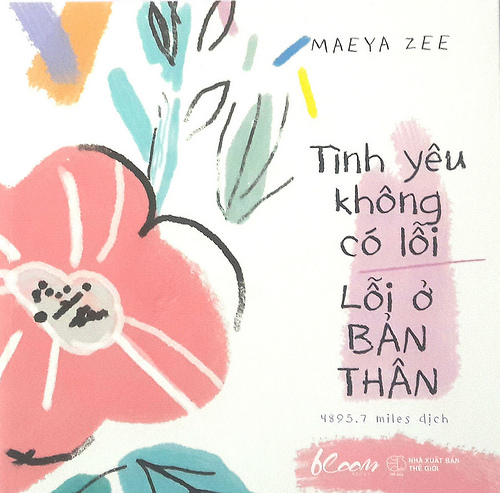 MAEYA ZEE
Tình yêu
không
có lỗi
Lỗi ở
BẢN
THÂN
4895.7 miles dịch
bloom
NHÀ XUẤT BẢN
THẾ GIỚI